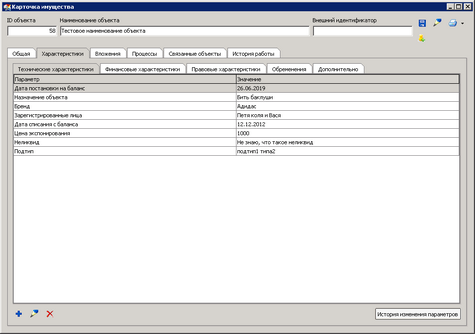 Карточка имущества
ID объекта Наименование объекта Внешний идентификатор
58 Тестовое наименование объекта
Общая Характеристики Вложения Процессы Связанные объекты История работы
Технические характеристики Финансовые характеристики Правовые характеристики Обременения Дополнительно
Параметр Значение
Дата постановки на баланс 26.06.2019
Назначение объекта Бить баклуши
Бренд Адидас
Зарегистрированные лица Петя коля и Вася
Дата списания с баланса 12.12.2012
Цена экспонирования 1000
Неликвид Не знаю, что такое неликвид
Подтип подтип1 типа2
История изменения параметров